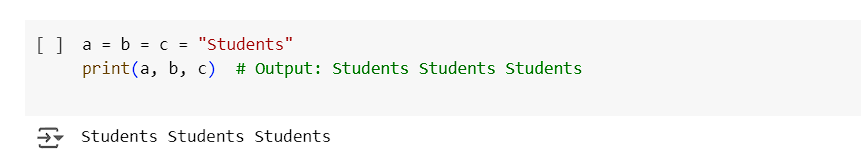 [ ] a = b = c = "Students"
print(a, b, c)  # Output: Students Students Students
Students Students Students